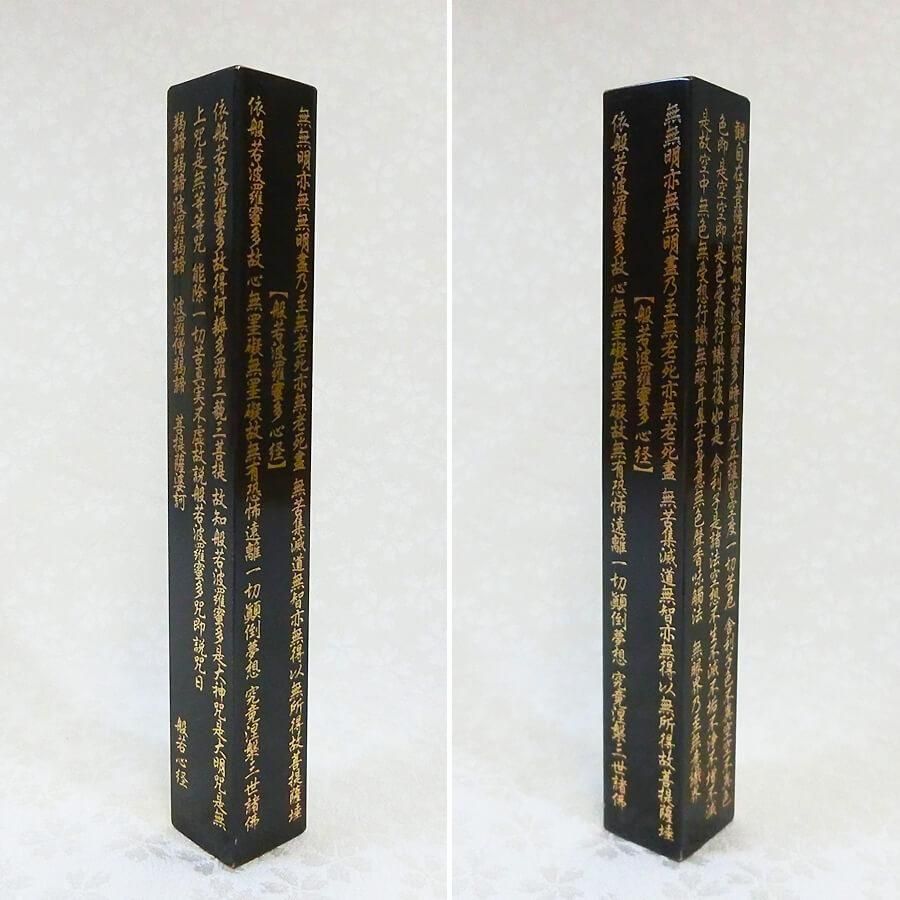 無無明亦無無明盡乃至無老死亦無老死盡 無苦集滅道無智亦無得以無所得故菩提薩埵
【般若波羅蜜多心経】
依般若波羅蜜多故心無罣礙無罣礙故無有恐怖遠離一切顛倒夢想 究竟涅槃三世諸佛
依般若波羅蜜多故得阿耨多羅三藐三菩提 故知般若波羅蜜多是大神咒是大明咒是無
上咒是無等等咒 能除一切苦真実不虚故説般若波羅蜜多咒即説咒曰
羯諦羯諦波羅羯諦 波羅僧羯諦 菩提薩婆訶
般若心経
観自在菩薩行深般若波羅蜜多時照見五蘊皆空度一切苦厄 舍利子色不異空空不異色
色即是空空即是色受想行識亦復如是 舍利子是諸法空想不生不滅不垢不淨不増不減
是故空中 無色無受想行識無眼耳鼻舌身意無色聲香味觸法 無眼界乃至無意識界
無無明亦無無明盡乃至無老死亦無老死盡 無苦集滅道無智亦無得以無所得故菩提薩埵
【般若波羅蜜多心経】
依般若波羅蜜多故心無罣礙無罣礙故無有恐怖遠離一切顛倒夢想 究竟涅槃三世諸佛